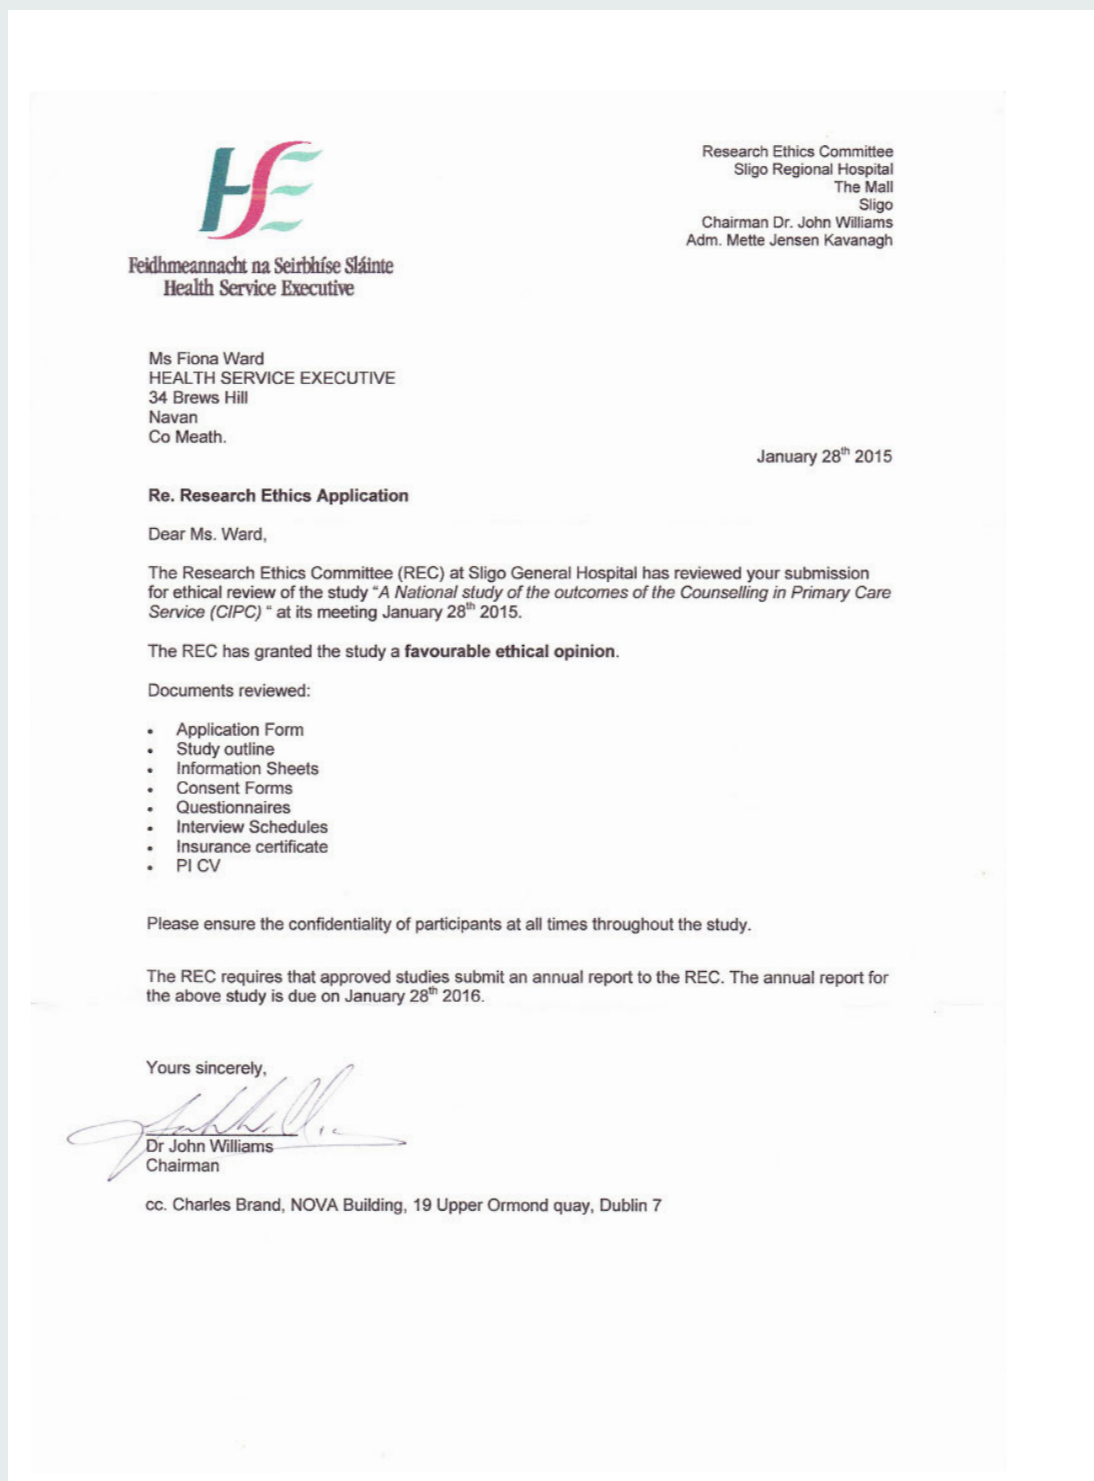 HSE
Feidhmeannacht na Seirbhíse Sláinte
Health Service Executive
Research Ethics Committee
Sligo Regional Hospital
The Mall
Sligo
Chairman Dr. John Williams
Adm. Mette Jensen Kavanagh
Ms Fiona Ward
HEALTH SERVICE EXECUTIVE
34 Brews Hill
Navan
Co Meath.
January 28th 2015
Re. Research Ethics Application
Dear Ms. Ward,
The Research Ethics Committee (REC) at Sligo General Hospital has reviewed your submission
for ethical review of the study “A National study of the outcomes of the Counselling in Primary Care
Service (CIPC) “ at its meeting January 28th 2015.
The REC has granted the study a favourable ethical opinion.
Documents reviewed:
• Application Form
• Study outline
• Information Sheets
• Consent Forms
• Questionnaires
• Interview Schedules
• Insurance certificate
• PI CV
Please ensure the confidentiality of participants at all times throughout the study.
The REC requires that approved studies submit an annual report to the REC. The annual report for
the above study is due on January 28th 2016.
Yours sincerely,
Dr John Williams
Chairman
cc. Charles Brand, NOVA Building, 19 Upper Ormond quay, Dublin 7